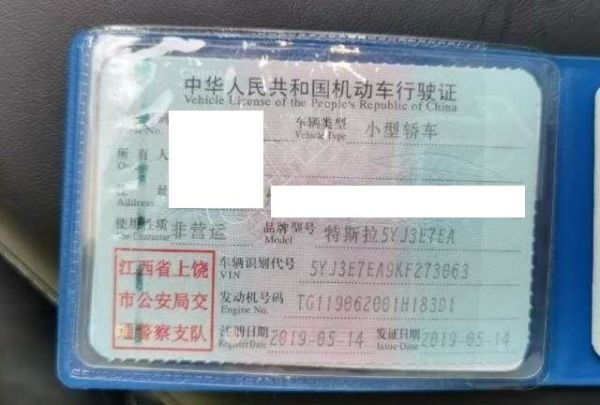 中华人民共和国机动车行驶证
Vehicle License of the People's Republic of China
车辆类型 小型轿车
Vehicle Type
所有人
Address
使用性质 非营运 品牌型号 特斯拉5YJ3E7EA
Use Character Model
江西省上饶 车辆识别代号 5YJ3E7EA9KF273063
VIN
市公安局交 发动机号码 TG119062001H183D1
Engine No.
通警察支队 注册日期 2019-05-14 发证日期 2019-05-14
Register Date Issue Date